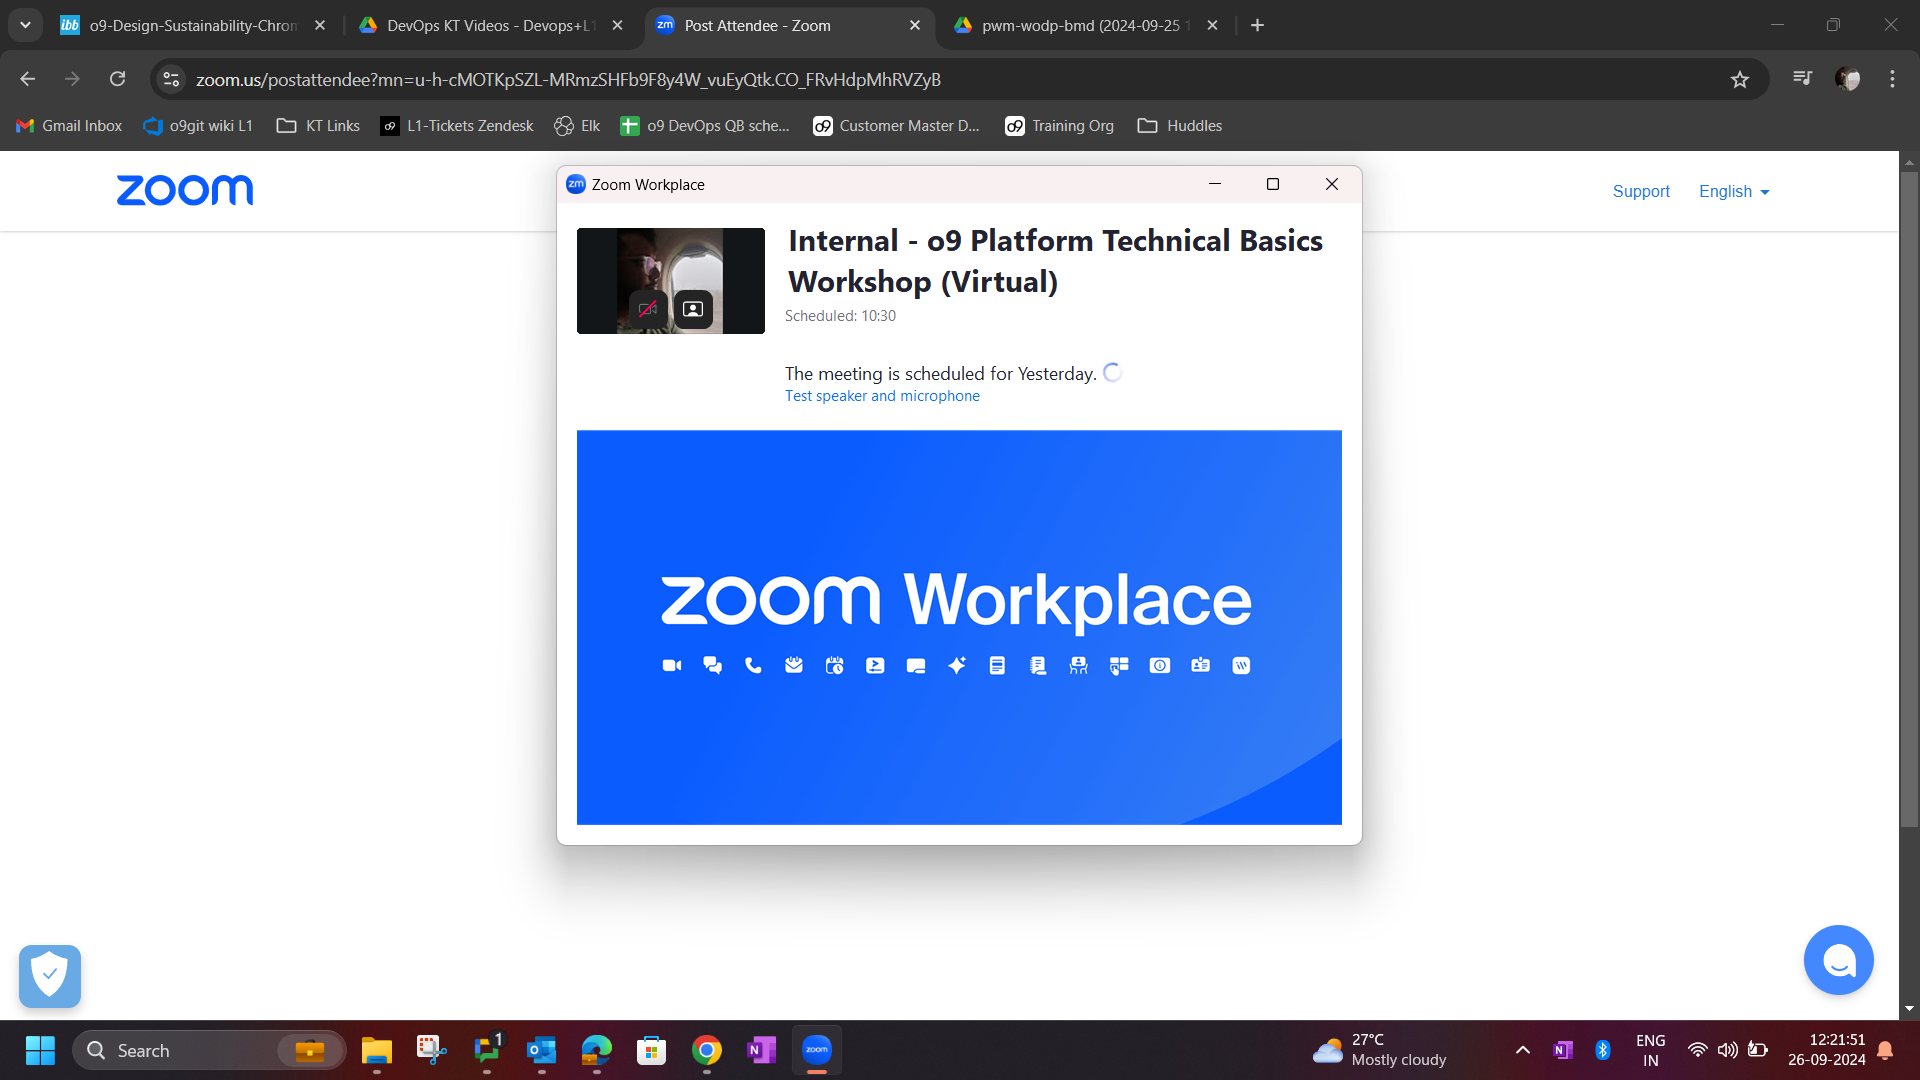 o9-Design-Sustainability-Chrom
DevOps KT Videos - Devops+L1
Post Attendee - Zoom
pwm-wodp-bmd (2024-09-25 1
zoom.us/postattendee?mn=u-h-cMOTKpSZL-MRmzSHFb9F8y4W_vuEyQtk.CO_FRvHdpMhRVZyB
Gmail Inbox
o9git wiki L1
KT Links
L1-Tickets Zendesk
Elk
o9 DevOps QB sche...
Customer Master D...
Training Org
Huddles
zoom
Support
English
zm Zoom Workplace
Internal - o9 Platform Technical Basics
Workshop (Virtual)
Scheduled: 10:30
The meeting is scheduled for Yesterday.
Test speaker and microphone
zoom Workplace
Search
1
zoom
27°C
Mostly cloudy
ENG
IN
12:21:51
26-09-2024